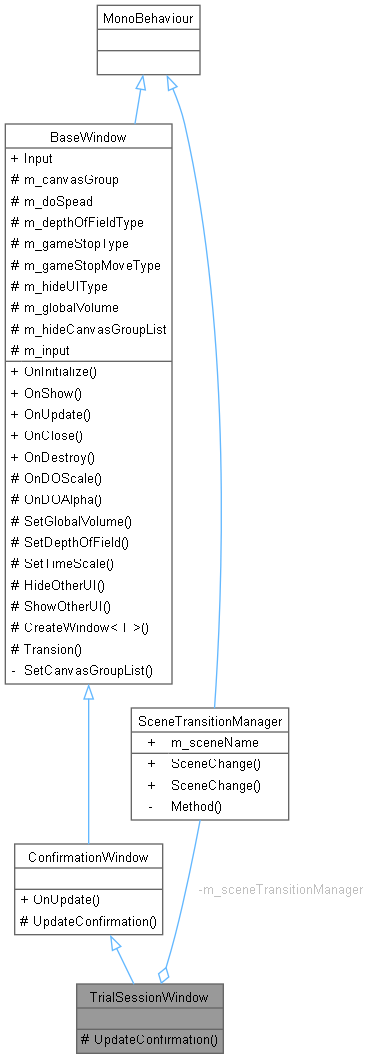 MonoBehaviour
BaseWindow
+ Input
# m_canvasGroup
# m_doSpead
# m_depthOfFieldType
# m_gameStopType
# m_gameStopMoveType
# m_hideUIType
# m_globalVolume
# m_hideCanvasGroupList
# m_input
+ OnInitialize()
+ OnShow()
+ OnUpdate()
+ OnClose()
+ OnDestroy()
# OnDOScale()
# OnDOAlpha()
# SetGlobalVolume()
# SetDepthOfField()
# SetTimeScale()
# HideOtherUI()
# ShowOtherUI()
# CreateWindow< T >()
# Transion()
- SetCanvasGroupList()
SceneTransitionManager
+ m_sceneName
+ SceneChange()
+ SceneChange()
- Method()
ConfirmationWindow
+ OnUpdate()
# UpdateConfirmation()
-m_sceneTransitionManager
TrialSessionWindow
# UpdateConfirmation()